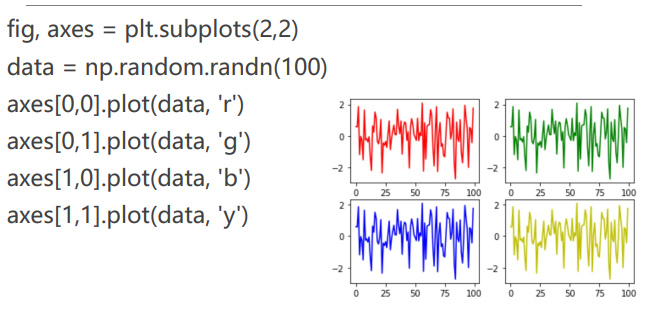 fig, axes = plt.subplots(2,2)
data = np.random.randn(100)
axes[0,0].plot(data, 'r')
axes[0,1].plot(data, 'g')
axes[1,0].plot(data, 'b')
axes[1,1].plot(data, 'y')
2
0
−2
0 25 50 75 100
2
0
−2
0 25 50 75 100
2
0
−2
0 25 50 75 100
2
0
−2
0 25 50 75 100